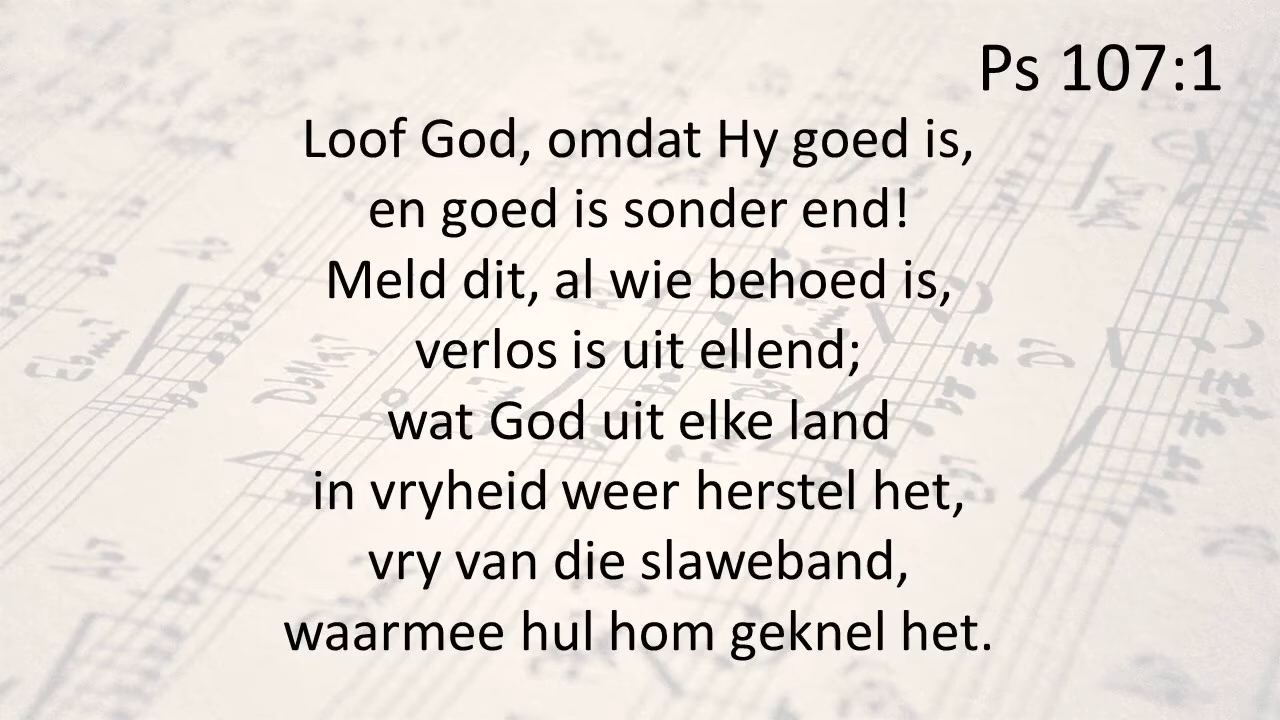 Ps 107:1
Loof God, omdat Hy goed is,
en goed is sonder end!
Meld dit, al wie behoed is,
verlos is uit ellend;
wat God uit elke land
in vryheid weer herstel het,
vry van die slaweband,
waarmee hul hom geknel het.